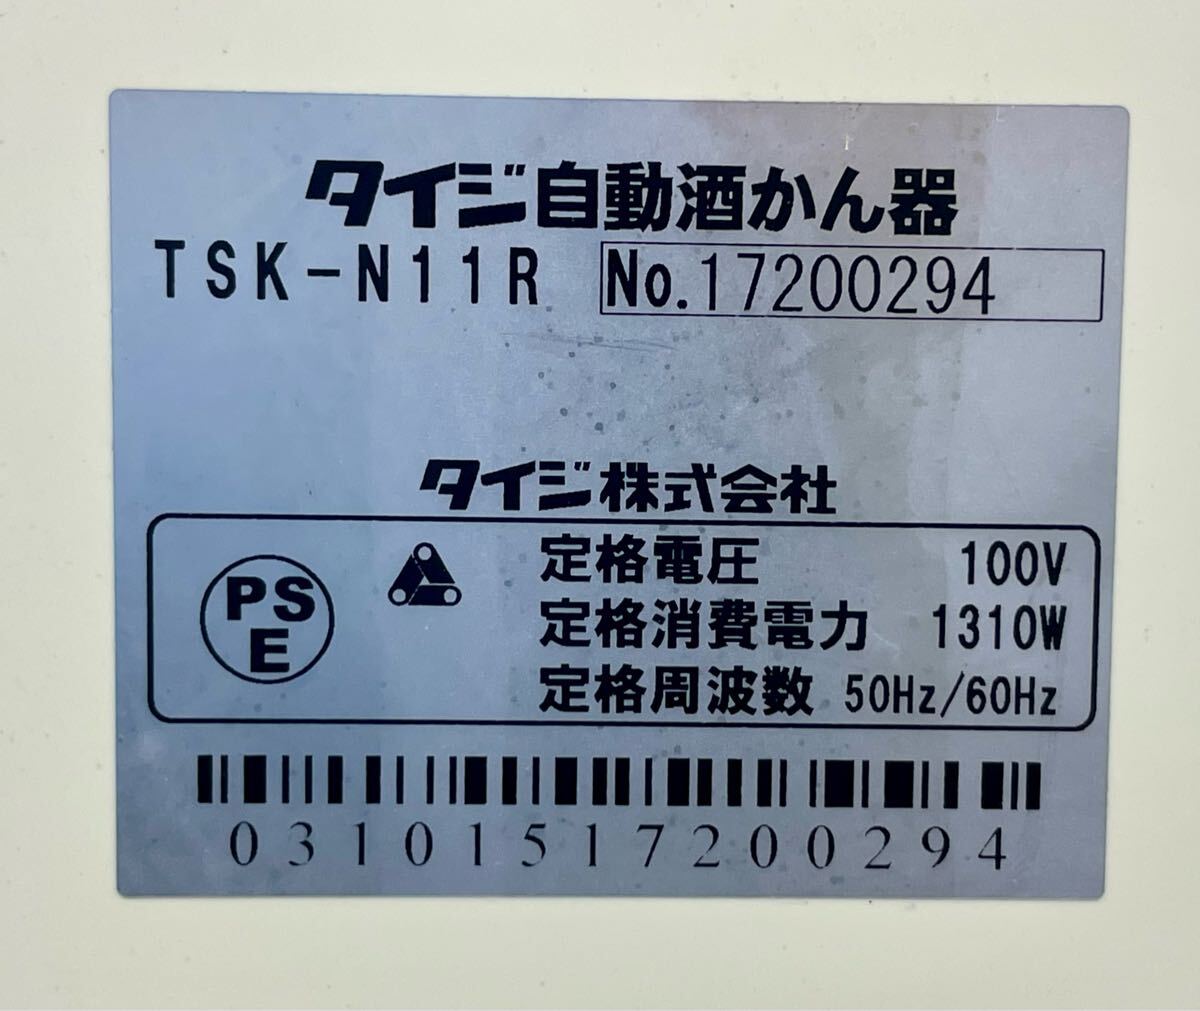 タイジ自動酒かん器
TSK-N11R No.17200294
タイジ株式会社
PS
E
定格電圧 100V
定格消費電力 1310W
定格周波数 50Hz/60Hz
03101517200294